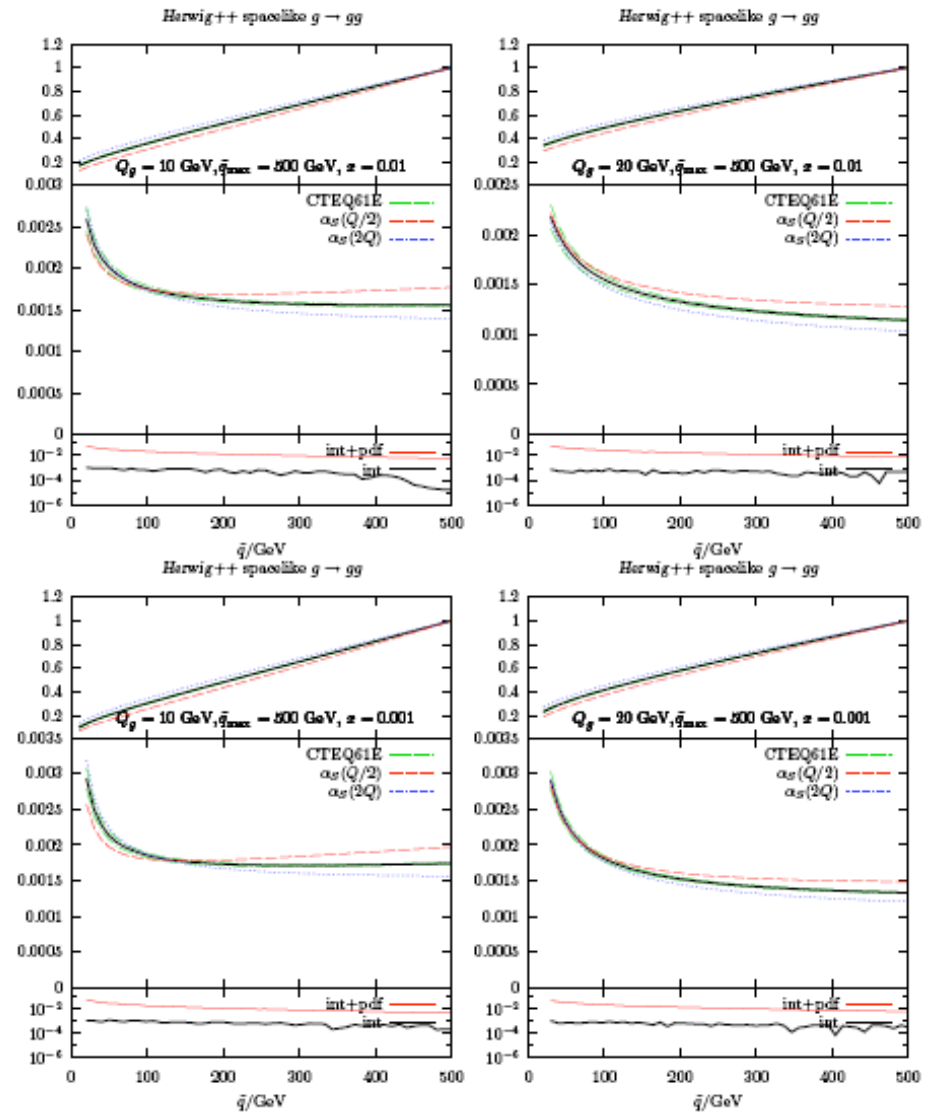 Herwig++ spacelike g → gg
1.2
1
0.8
0.6
0.4
0.2
Q_g = 10 GeV, q̃_max = 500 GeV, x = 0.01
0.003
0.0025
0.002
0.0015
0.001
0.0005
0
CTEQ61E
α_S(Q/2)
α_S(2Q)
10⁻²
10⁻⁴
10⁻⁶
int+pdf
int
0 100 200 300 400 500
q̃/GeV
Herwig++ spacelike g → gg
1.2
1
0.8
0.6
0.4
0.2
Q_g = 20 GeV, q̃_max = 500 GeV, x = 0.01
0.0025
0.002
0.0015
0.001
0.0005
0
CTEQ61E
α_S(Q/2)
α_S(2Q)
10⁻²
10⁻⁴
10⁻⁶
int+pdf
int
0 100 200 300 400 500
q̃/GeV
Herwig++ spacelike g → gg
1.2
1
0.8
0.6
0.4
0.2
Q_g = 10 GeV, q̃_max = 500 GeV, x = 0.001
0.0035
0.003
0.0025
0.002
0.0015
0.001
0.0005
0
CTEQ61E
α_S(Q/2)
α_S(2Q)
10⁻²
10⁻⁴
10⁻⁶
int+pdf
int
0 100 200 300 400 500
q̃/GeV
Herwig++ spacelike g → gg
1.2
1
0.8
0.6
0.4
0.2
Q_g = 20 GeV, q̃_max = 500 GeV, x = 0.001
0.0035
0.003
0.0025
0.002
0.0015
0.001
0.0005
0
CTEQ61E
α_S(Q/2)
α_S(2Q)
10⁻²
10⁻⁴
10⁻⁶
int+pdf
int
0 100 200 300 400 500
q̃/GeV